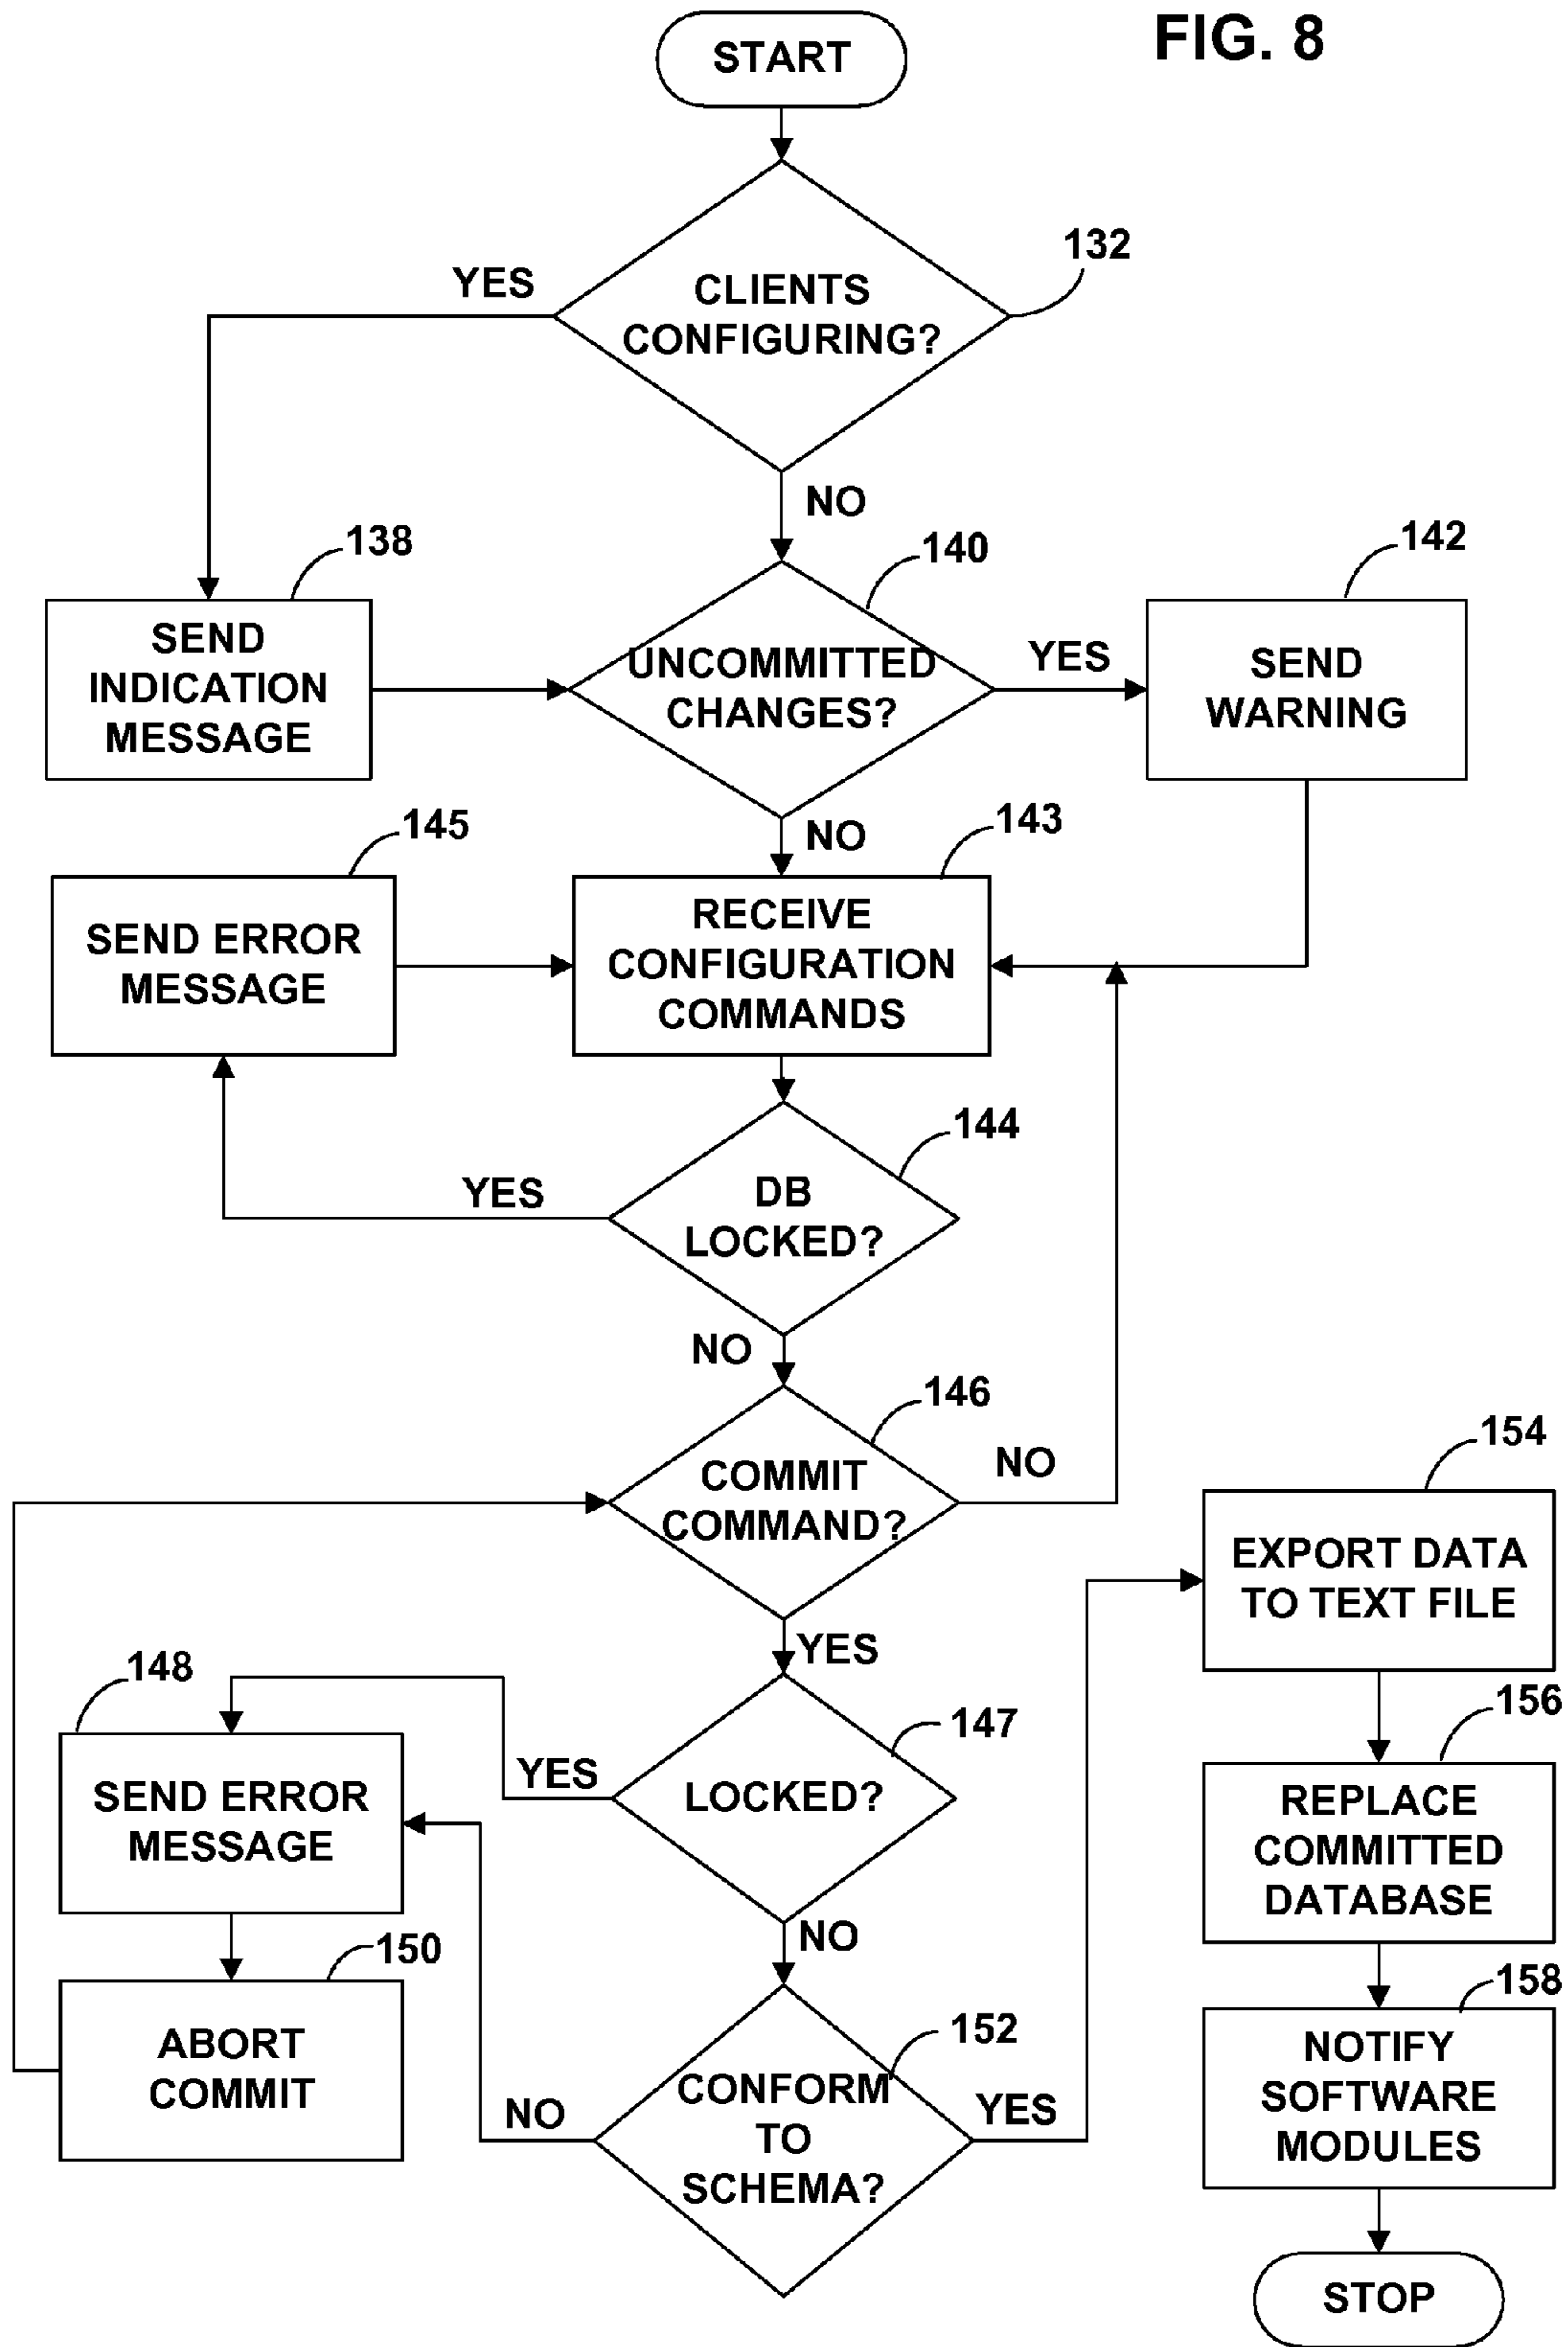 FIG. 8
START
132
YES
CLIENTS
CONFIGURING?
NO
138
140
142
SEND
INDICATION
MESSAGE
UNCOMMITTED
CHANGES?
YES
SEND
WARNING
145
NO
143
SEND ERROR
MESSAGE
RECEIVE
CONFIGURATION
COMMANDS
144
YES
DB
LOCKED?
NO
146
COMMIT
COMMAND?
NO
154
EXPORT DATA
TO TEXT FILE
YES
148
147
156
SEND ERROR
MESSAGE
YES
LOCKED?
REPLACE
COMMITTED
DATABASE
NO
150
158
ABORT
COMMIT
152
NO
CONFORM
TO
SCHEMA?
YES
NOTIFY
SOFTWARE
MODULES
STOP